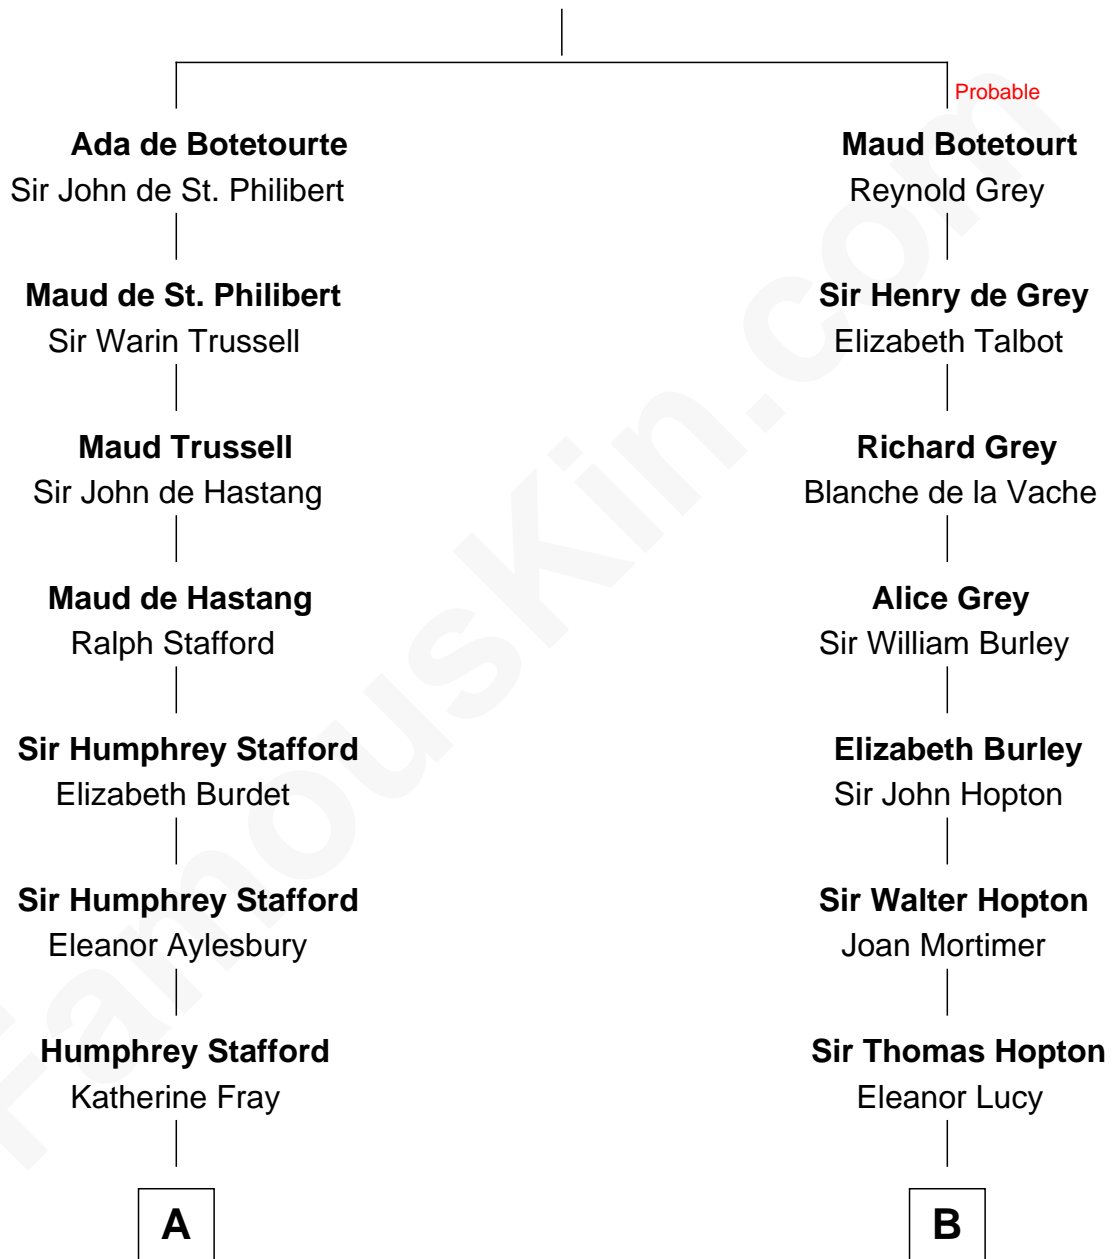 Probable
Ada de Botetourte
Sir John de St. Philibert
Maud de St. Philibert
Sir Warin Trussell
Maud Trussell
Sir John de Hastang
Maud de Hastang
Ralph Stafford
Sir Humphrey Stafford
Elizabeth Burdet
Sir Humphrey Stafford
Eleanor Aylesbury
Humphrey Stafford
Katherine Fray
A
Maud Botetourt
Reynold Grey
Sir Henry de Grey
Elizabeth Talbot
Richard Grey
Blanche de la Vache
Alice Grey
Sir William Burley
Elizabeth Burley
Sir John Hopton
Sir Walter Hopton
Joan Mortimer
Sir Thomas Hopton
Eleanor Lucy
B
FamousKin.com